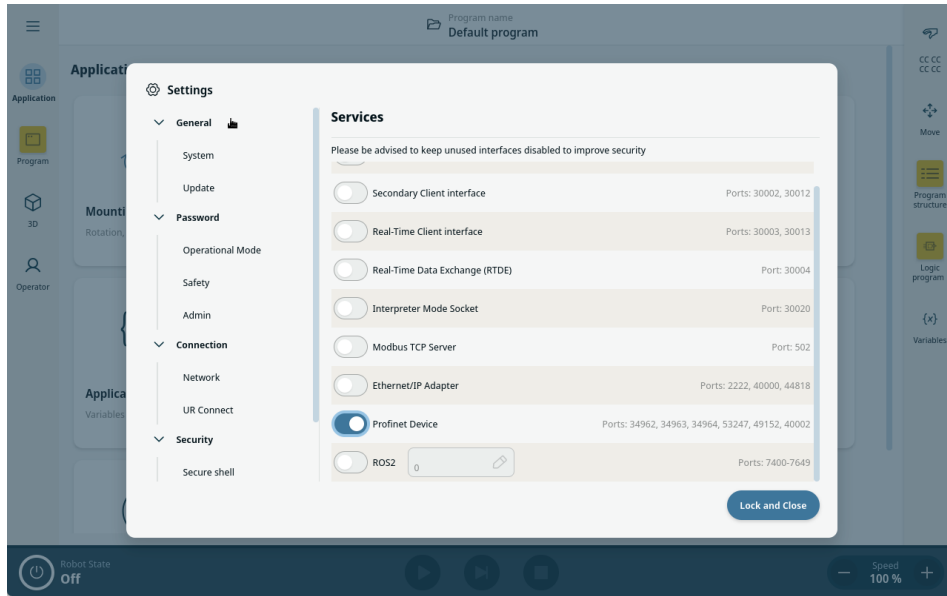 Program name
Default program
Application
Program
3D
Operator
Applicati
Mounti
Rotation,
Applica
Variables
Settings
General
System
Update
Password
Operational Mode
Safety
Admin
Connection
Network
UR Connect
Security
Secure shell
Services
Please be advised to keep unused interfaces disabled to improve security
Secondary Client interface Ports: 30002, 30012
Real-Time Client interface Ports: 30003, 30013
Real-Time Data Exchange (RTDE) Port: 30004
Interpreter Mode Socket Port: 30020
Modbus TCP Server Port: 502
Ethernet/IP Adapter Ports: 2222, 40000, 44818
Profinet Device Ports: 34962, 34963, 34964, 53247, 49152, 40002
ROS2 0 Ports: 7400-7649
Lock and Close
CC CC
CC CC
Move
Program
structure
Logic
program
{x}
Variables
Robot State
Off
Speed
100 %